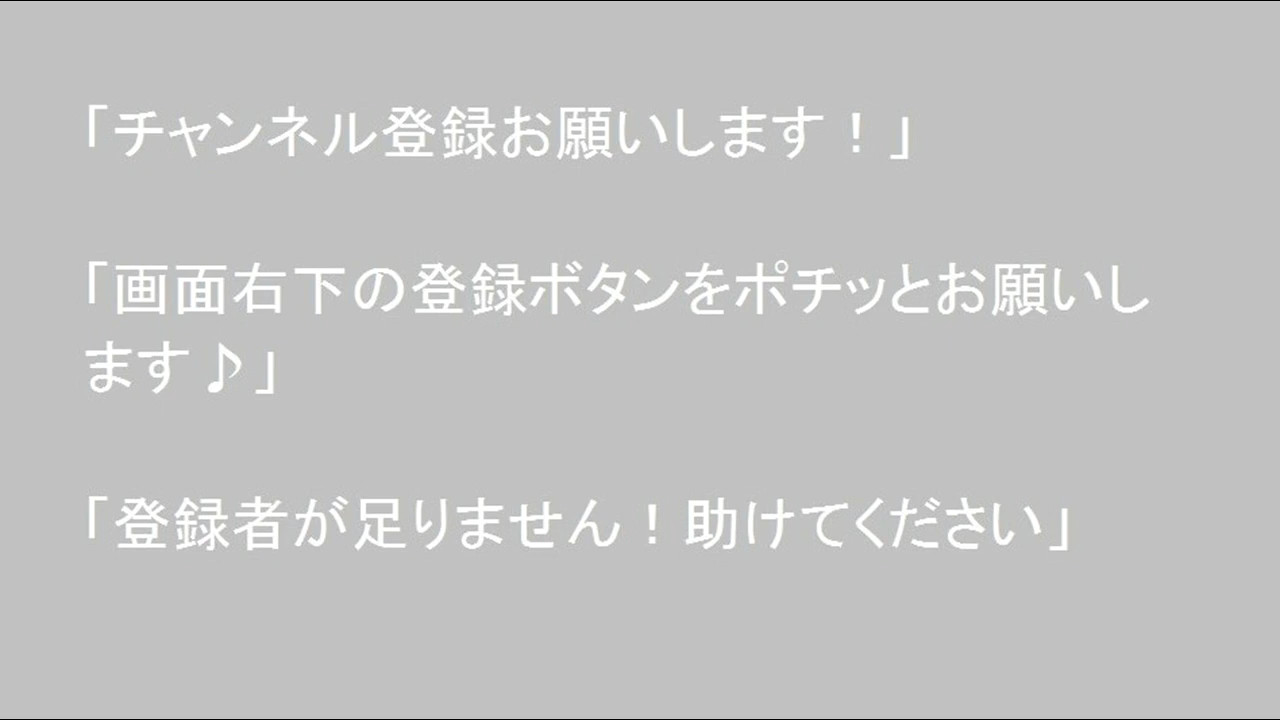 「チャンネル登録お願いします！」
「画面右下の登録ボタンをポチッとお願いし
ます♪」
「登録者が足りません！助けてください」